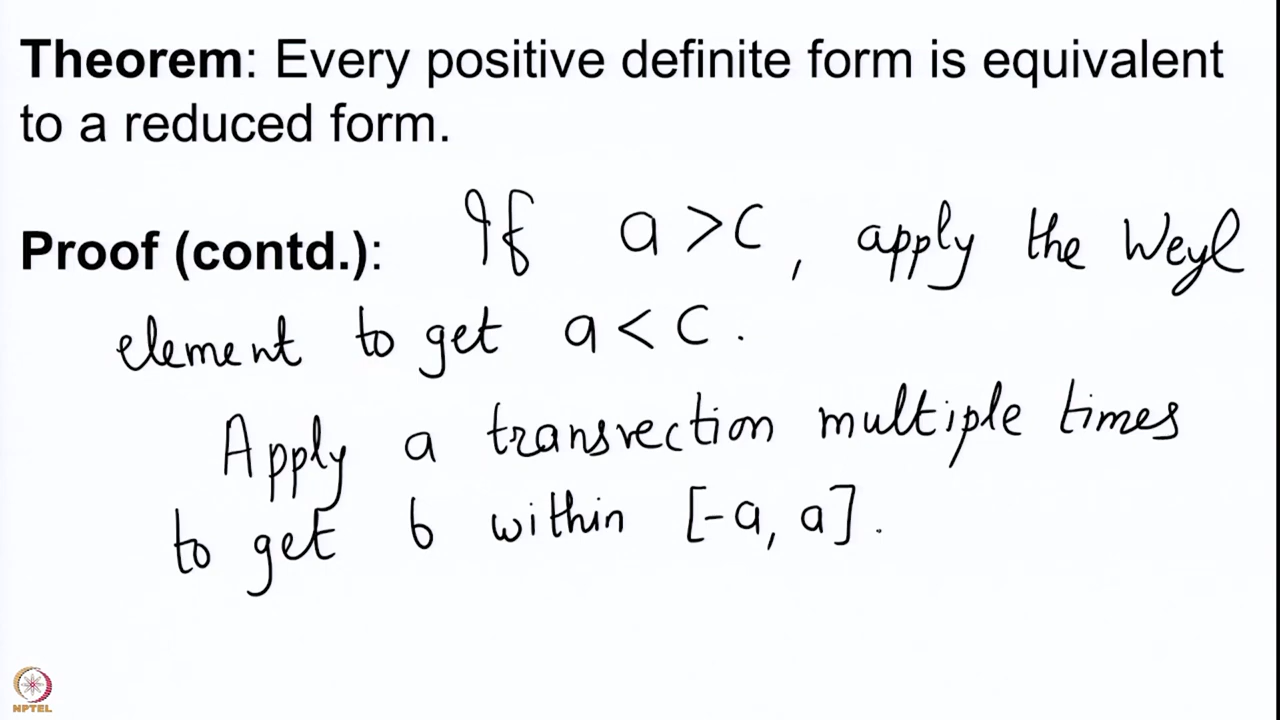 Theorem: Every positive definite form is equivalent
to a reduced form.
Proof (contd.): If a > c, apply the Weyl
element to get a < c.
Apply a transvection multiple times
to get b within [-a, a].
NPTEL